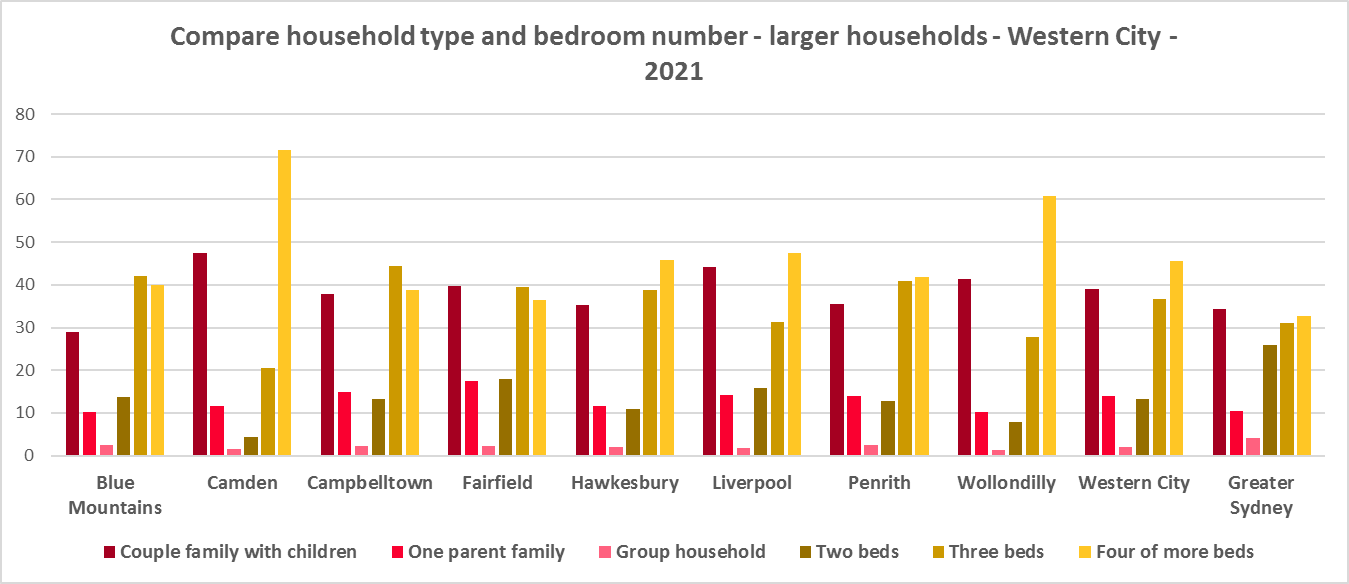 Compare household type and bedroom number - larger households - Western City -
2021
80
70
60
50
40
30
20
10
0
Blue
Mountains
Camden
Campbelltown
Fairfield
Hawkesbury
Liverpool
Penrith
Wollondilly
Western City
Greater
Sydney
Couple family with children
One parent family
Group household
Two beds
Three beds
Four of more beds